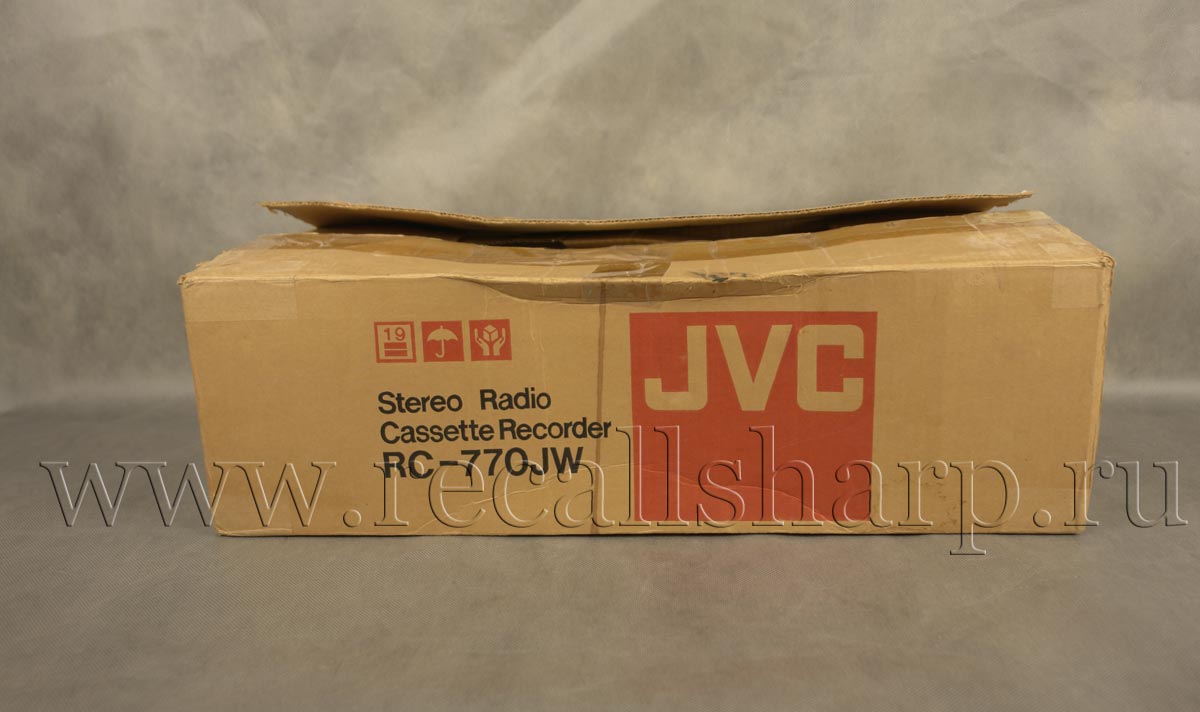 19
JVC
Stereo Radio
Cassette Recorder
RC-770JW
www.recallsharp.ru